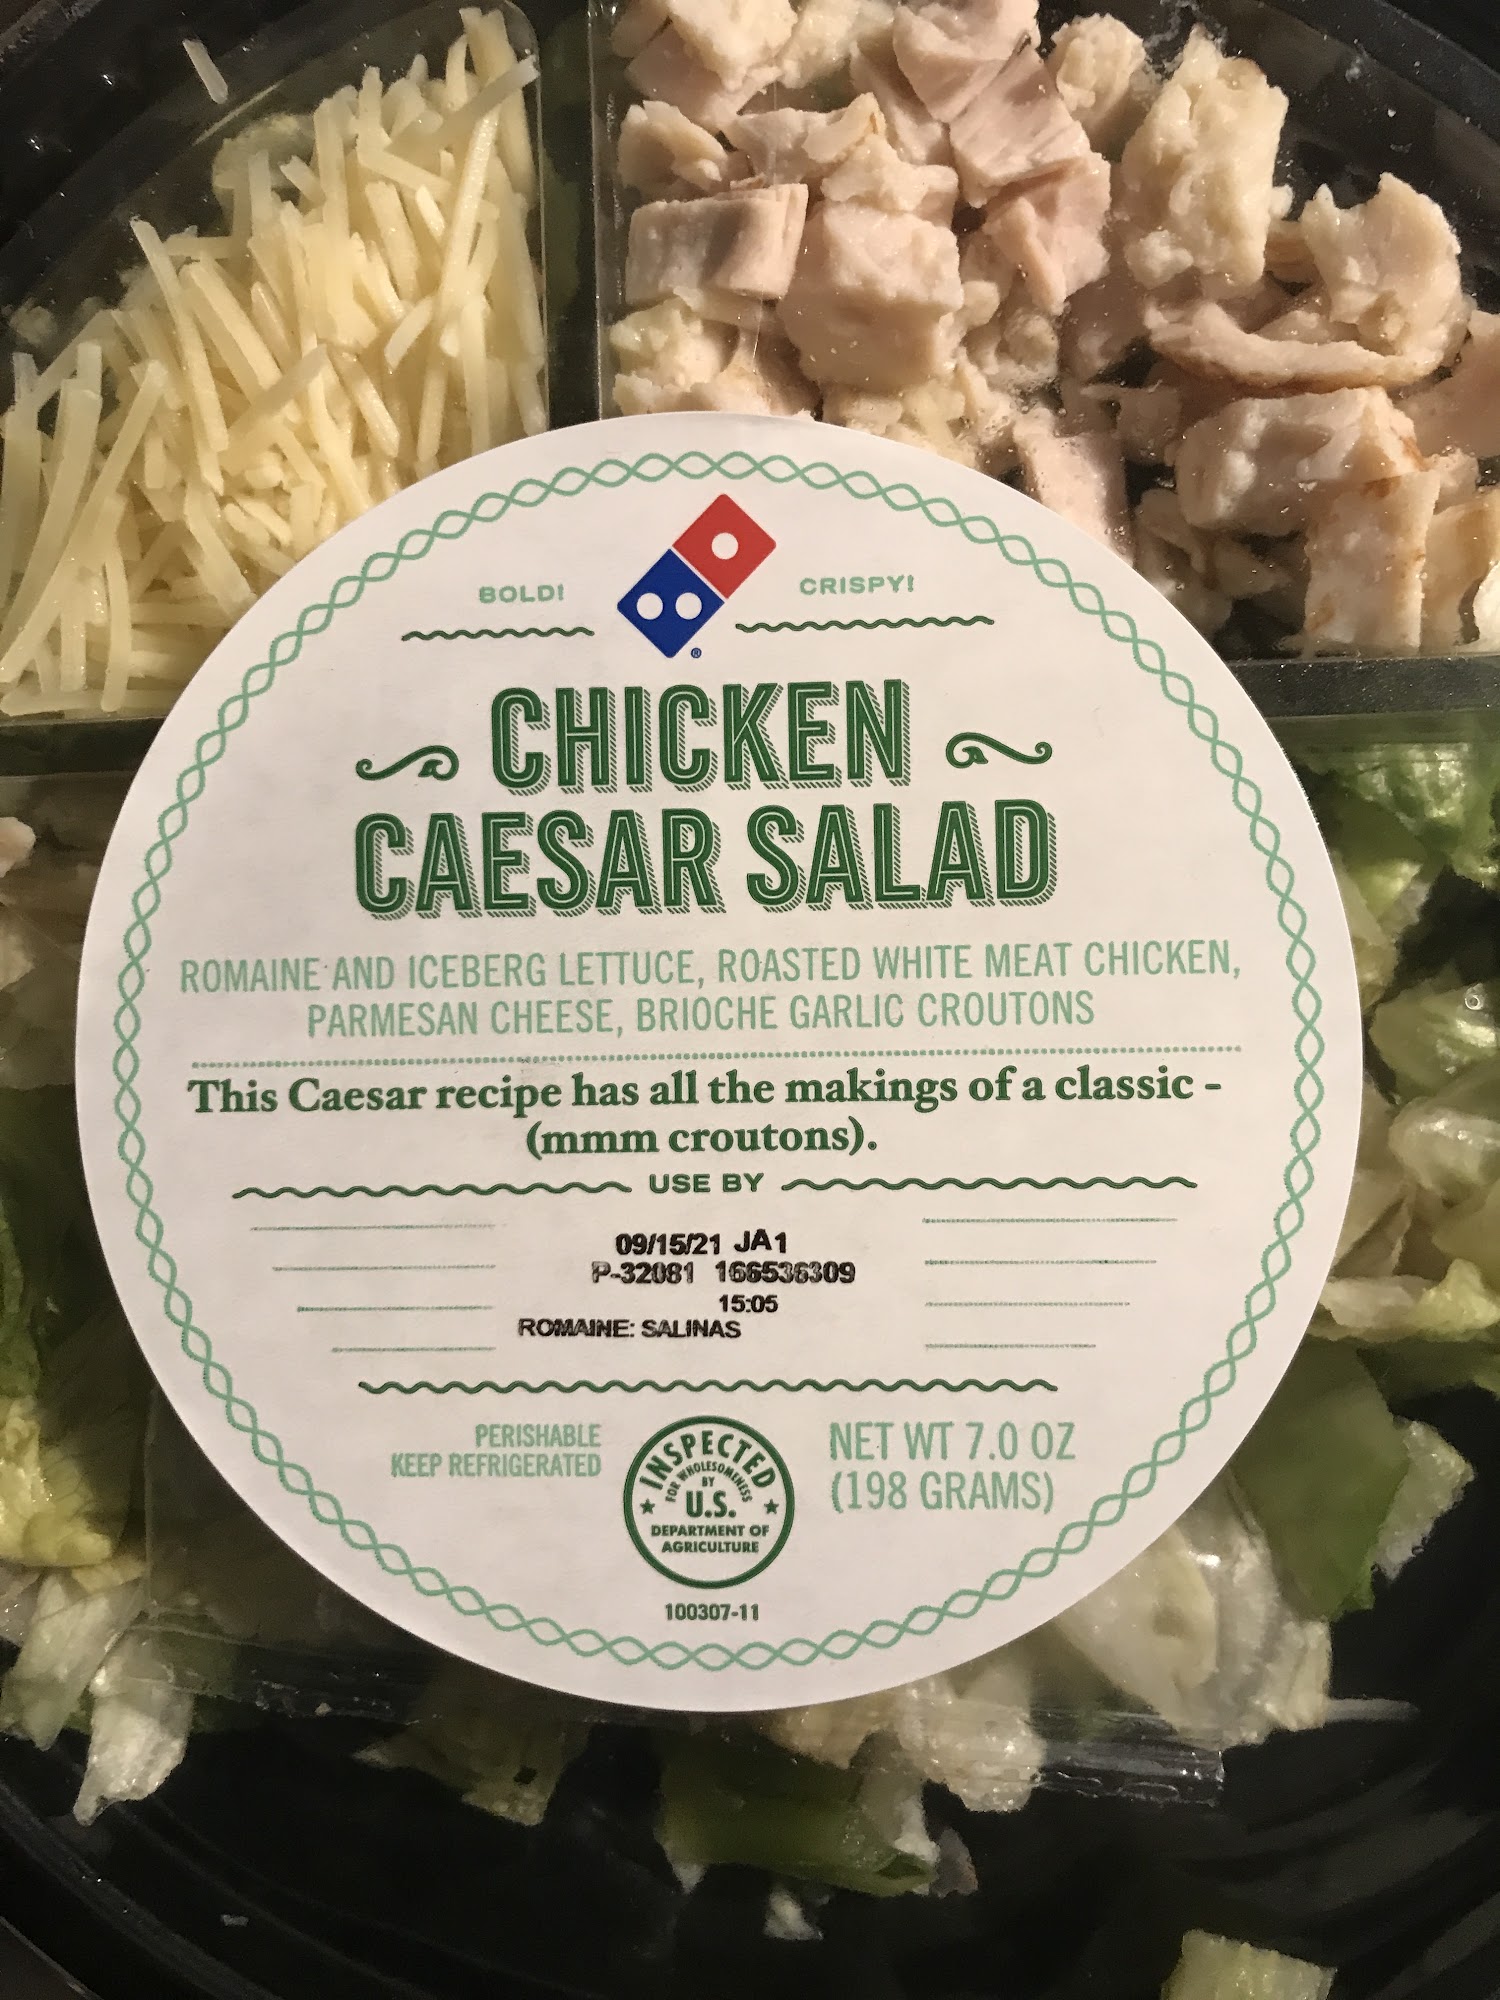 BOLD! CRISPY!
®
CHICKEN
CAESAR SALAD
ROMAINE AND ICEBERG LETTUCE, ROASTED WHITE MEAT CHICKEN,
PARMESAN CHEESE, BRIOCHE GARLIC CROUTONS
This Caesar recipe has all the makings of a classic -
(mmm croutons).
USE BY
09/15/21 JA1
P-32081 166536309
15:05
ROMAINE: SALINAS
PERISHABLE
KEEP REFRIGERATED
INSPECTED
FOR WHOLESOMENESS
BY
U.S.
DEPARTMENT OF
AGRICULTURE
NET WT 7.0 OZ
(198 GRAMS)
100307-11